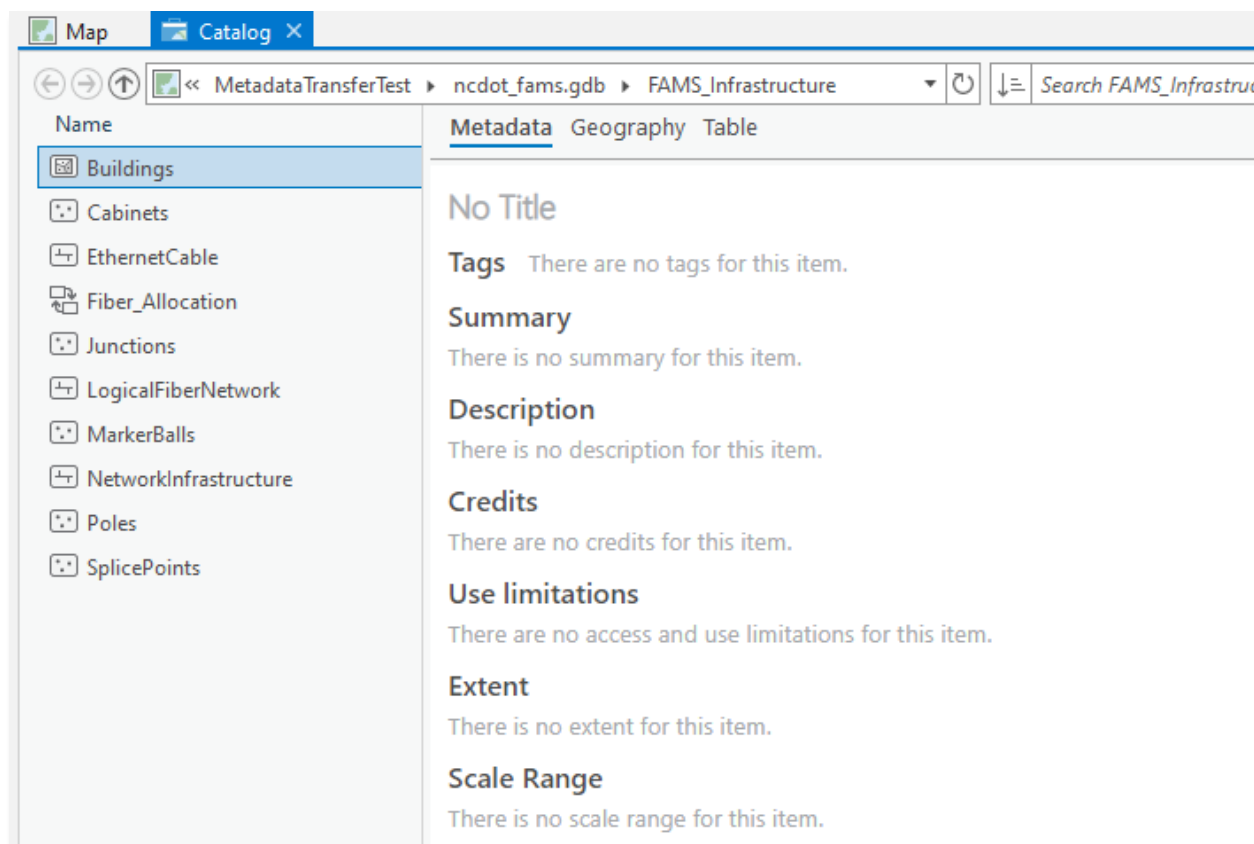 Map Catalog ×
« MetadataTransferTest ▸ ncdot_fams.gdb ▸ FAMS_Infrastructure Search FAMS_Infrastruc
Name
Metadata Geography Table
Buildings
Cabinets
EthernetCable
Fiber_Allocation
Junctions
LogicalFiberNetwork
MarkerBalls
NetworkInfrastructure
Poles
SplicePoints
No Title
Tags There are no tags for this item.
Summary
There is no summary for this item.
Description
There is no description for this item.
Credits
There are no credits for this item.
Use limitations
There are no access and use limitations for this item.
Extent
There is no extent for this item.
Scale Range
There is no scale range for this item.